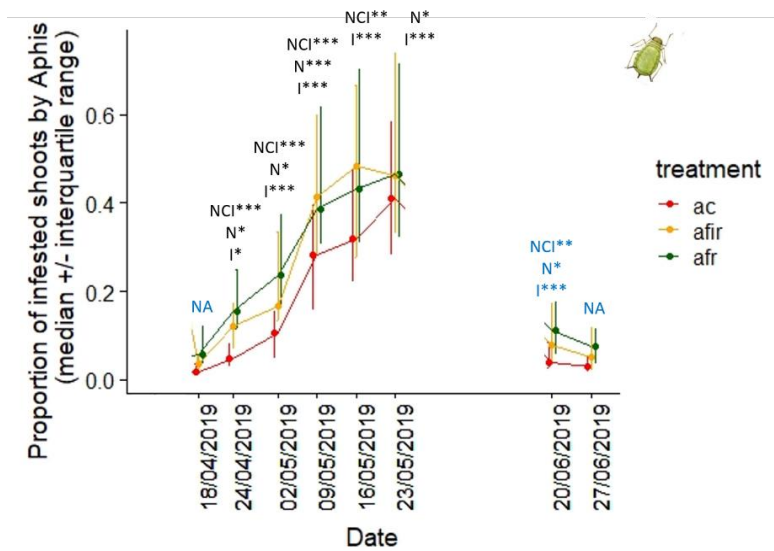 Proportion of infested shoots by Aphis
(median +/- interquartile range)
0.6
0.4
0.2
0.0
NA
NCI***
N*
I*
NCI***
N*
I***
NCI***
N***
I***
NCI**
I***
N*
I***
NCI**
N*
I***
NA
treatment
ac
afir
afr
18/04/2019
24/04/2019
02/05/2019
09/05/2019
16/05/2019
23/05/2019
20/06/2019
27/06/2019
Date